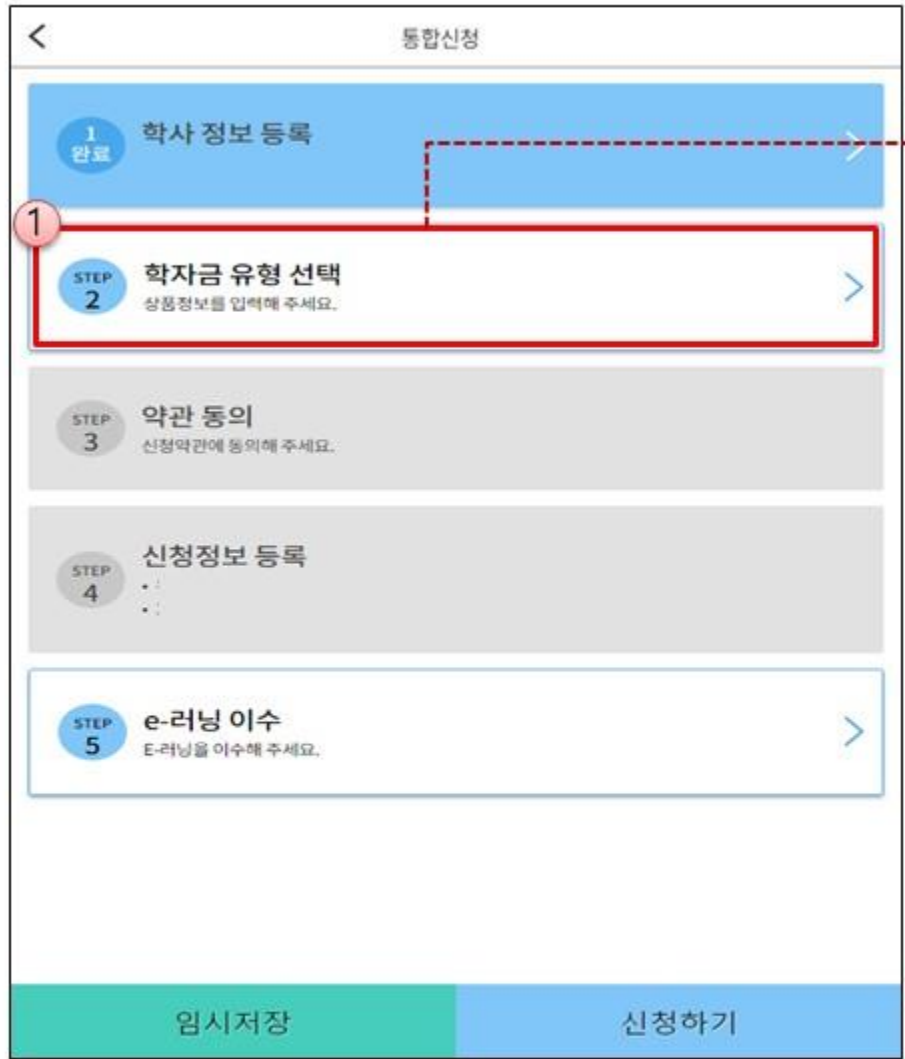 통합신청
1
완료
학사 정보 등록
1
STEP
2
학자금 유형 선택
상품정보를 입력해 주세요.
STEP
3
약관 동의
신청약관에 동의해 주세요.
STEP
4
신청정보 등록
• :
• :
STEP
5
e-러닝 이수
E-러닝을 이수해 주세요.
임시저장
신청하기